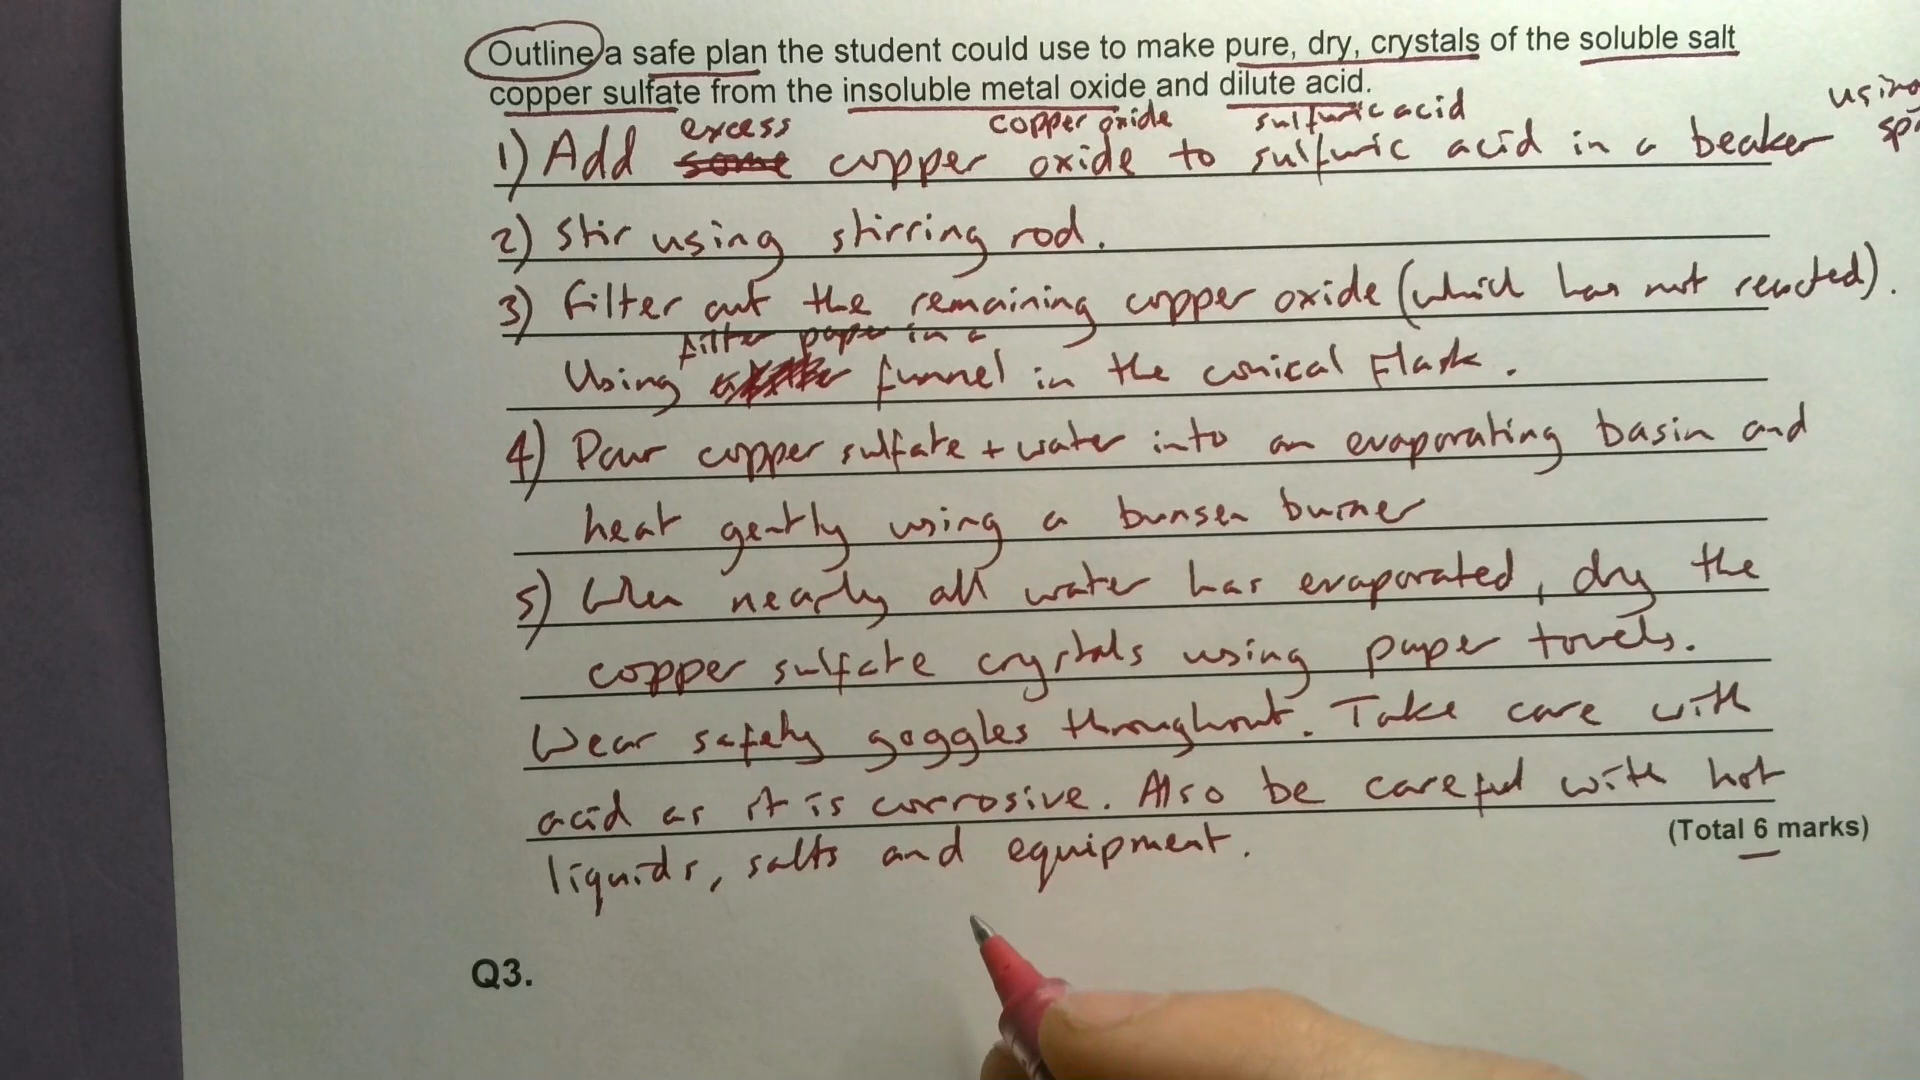 Outline a safe plan the student could use to make pure, dry, crystals of the soluble salt
copper sulfate from the insoluble metal oxide and dilute acid.
copper oxide sulfuric acid
using
excess
1) Add some copper oxide to sulfuric acid in a beaker
2) Stir using stirring rod.
3) Filter out the remaining copper oxide (which has not reacted).
filter paper in a
Using funnel in the conical flask.
4) Pour copper sulfate + water into an evaporating basin and
heat gently using a bunsen burner
5) When nearly all water has evaporated, dry the
copper sulfate crystals using paper towels.
Wear safety goggles throughout. Take care with
acid as it is corrosive. Also be careful with hot
(Total 6 marks)
liquids, salts and equipment.
Q3.